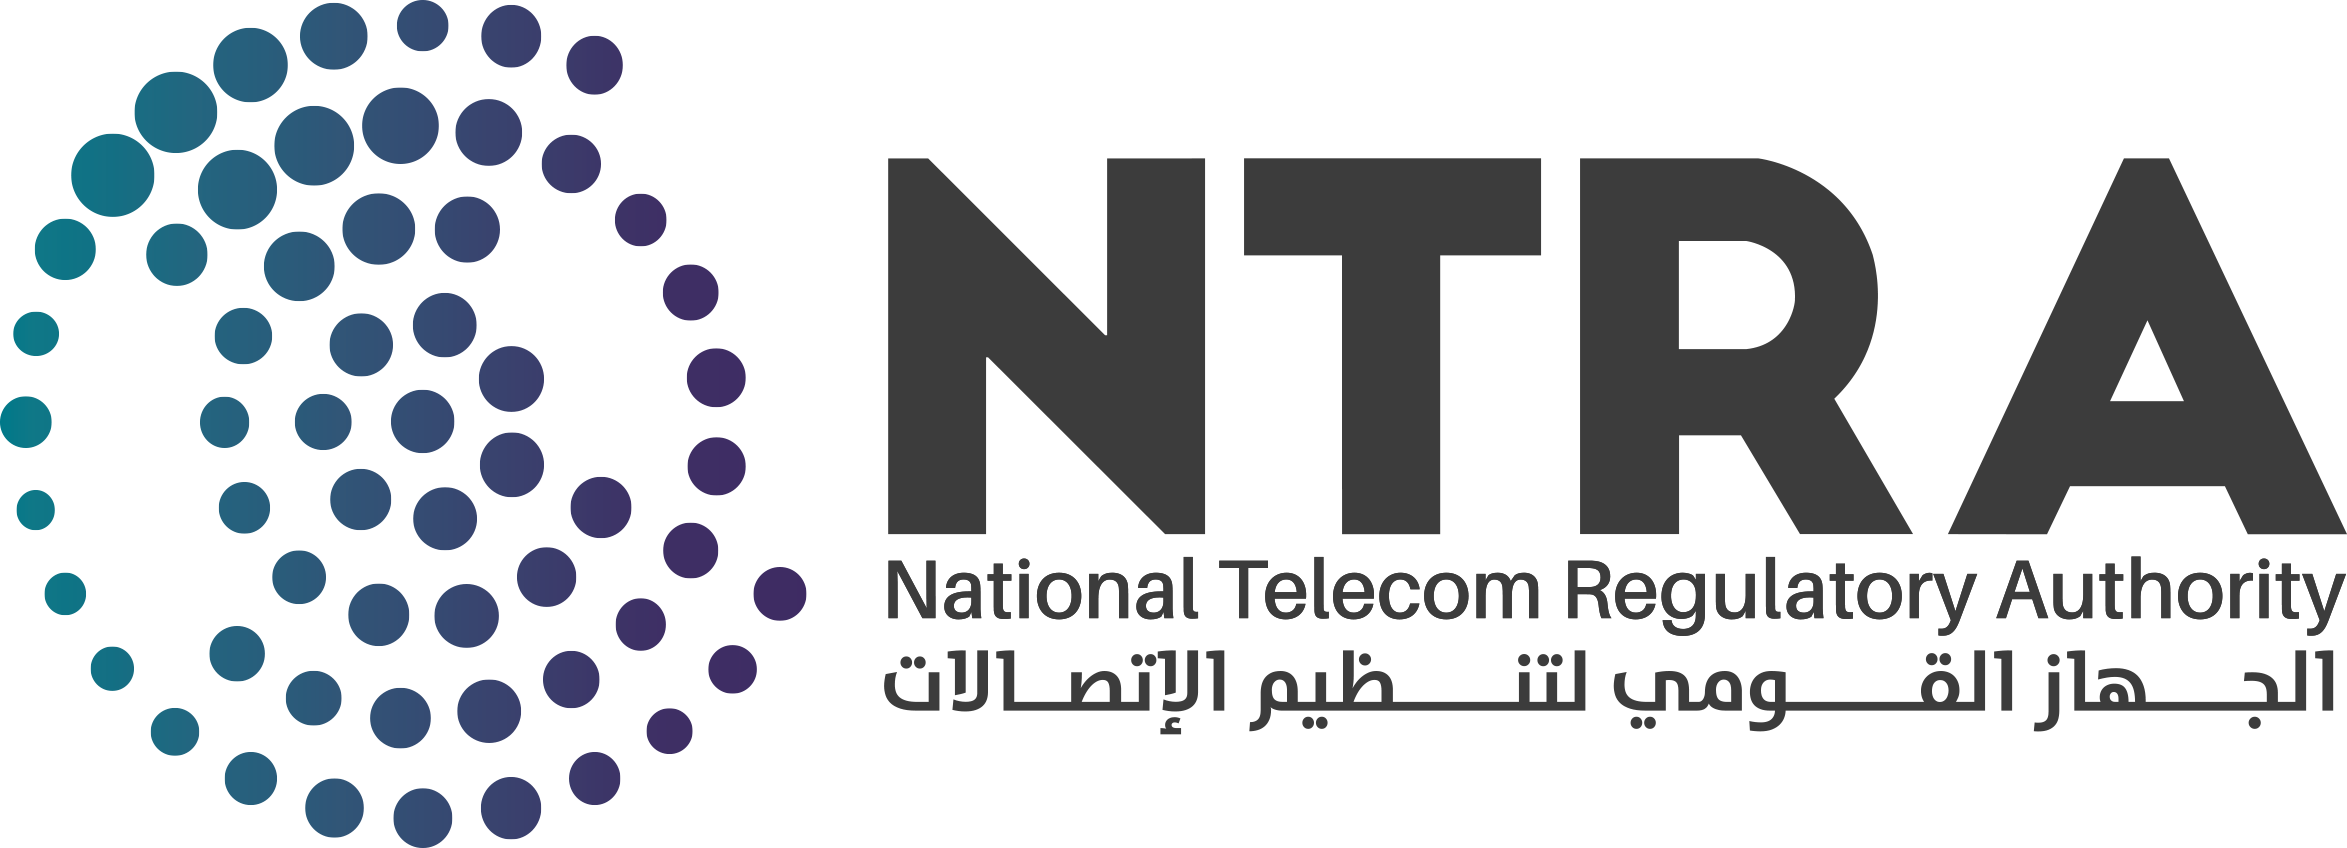 NTRA
National Telecom Regulatory Authority
الجهاز القومي لتنظيم الإتصالات